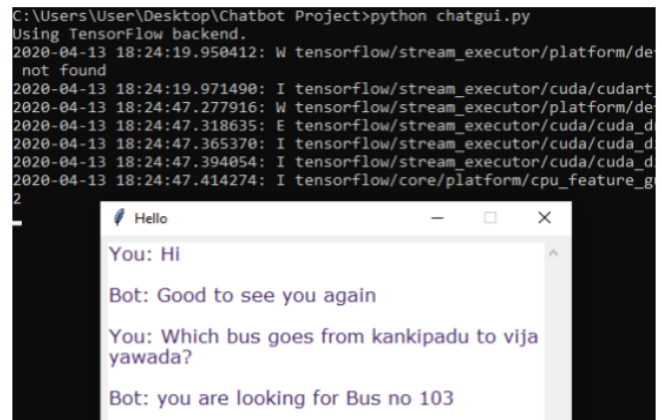 C:\Users\User\Desktop\Chatbot Project>python chatgui.py
Using TensorFlow backend.
2020-04-13 18:24:19.950412: W tensorflow/stream_executor/platform/de
not found
2020-04-13 18:24:19.971490: I tensorflow/stream_executor/cuda/cudart_
2020-04-13 18:24:47.277916: W tensorflow/stream_executor/platform/de
2020-04-13 18:24:47.318635: E tensorflow/stream_executor/cuda/cuda_d
2020-04-13 18:24:47.365370: I tensorflow/stream_executor/cuda/cuda_d
2020-04-13 18:24:47.394054: I tensorflow/stream_executor/cuda/cuda_d
2020-04-13 18:24:47.414274: I tensorflow/core/platform/cpu_feature_g
2
Hello
You: Hi
Bot: Good to see you again
You: Which bus goes from kankipadu to vija
yawada?
Bot: you are looking for Bus no 103